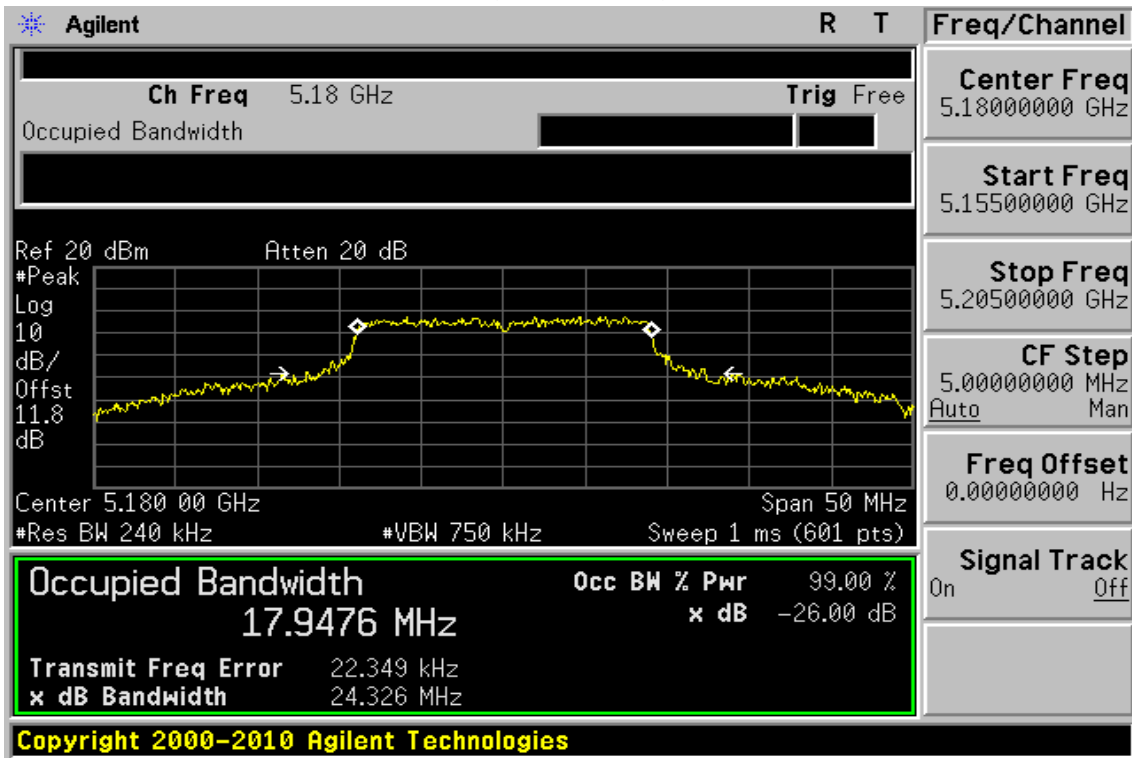 Agilent R T
Ch Freq 5.18 GHz Trig Free
Occupied Bandwidth
Ref 20 dBm Atten 20 dB
#Peak
Log
10
dB/
Offst
11.8
dB
Center 5.180 00 GHz Span 50 MHz
#Res BW 240 kHz #VBW 750 kHz Sweep 1 ms (601 pts)
Occupied Bandwidth
17.9476 MHz
Occ BW % Pwr 99.00 %
x dB -26.00 dB
Transmit Freq Error 22.349 kHz
x dB Bandwidth 24.326 MHz
Copyright 2000-2010 Agilent Technologies
Freq/Channel
Center Freq
5.18000000 GHz
Start Freq
5.15500000 GHz
Stop Freq
5.20500000 GHz
CF Step
5.00000000 MHz
Auto Man
Freq Offset
0.00000000 Hz
Signal Track
On Off